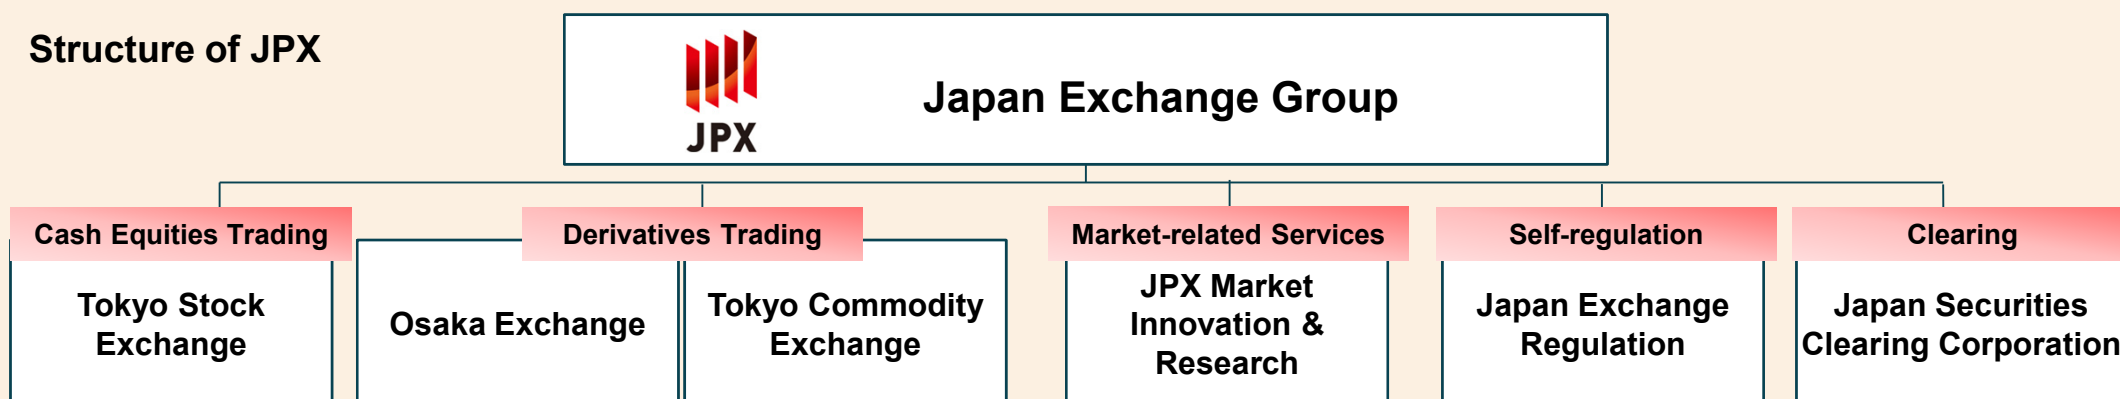 Structure of JPX
JPX
Japan Exchange Group
Cash Equities Trading
Derivatives Trading
Market-related Services
Self-regulation
Clearing
Tokyo Stock
Exchange
Osaka Exchange
Tokyo Commodity
Exchange
JPX Market
Innovation &
Research
Japan Exchange
Regulation
Japan Securities
Clearing Corporation